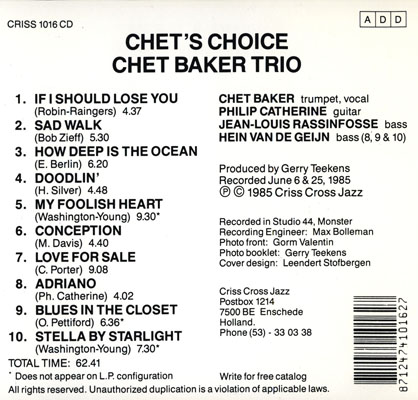 CRISS 1016 CD
A D D
CHET'S CHOICE
CHET BAKER TRIO
1. IF I SHOULD LOSE YOU
(Robin-Raingers) 4.37
2. SAD WALK
(Bob Zieff) 5.30
3. HOW DEEP IS THE OCEAN
(E. Berlin) 6.20
4. DOODLIN'
(H. Silver) 4.48
5. MY FOOLISH HEART
(Washington-Young) 9.30*
6. CONCEPTION
(M. Davis) 4.40
7. LOVE FOR SALE
(C. Porter) 9.08
8. ADRIANO
(Ph. Catherine) 4.02
9. BLUES IN THE CLOSET
(O. Pettiford) 6.36*
10. STELLA BY STARLIGHT
(Washington-Young) 7.30*
TOTAL TIME: 62.41
* Does not appear on L.P. configuration
CHET BAKER trumpet, vocal
PHILIP CATHERINE guitar
JEAN-LOUIS RASSINFOSSE bass
HEIN VAN DE GEIJN bass (8, 9 & 10)
Produced by Gerry Teekens
Recorded June 6 & 25, 1985
℗ © 1985 Criss Cross Jazz
Recorded in Studio 44, Monster
Recording Engineer: Max Bolleman
Photo front: Gorm Valentin
Photo booklet: Gerry Teekens
Cover design: Leendert Stofbergen
Criss Cross Jazz
Postbox 1214
7500 BE Enschede
Holland.
Phone (53) - 33 03 38
Write for free catalog
8712474101627
All rights reserved. Unauthorized duplication is a violation of applicable laws.